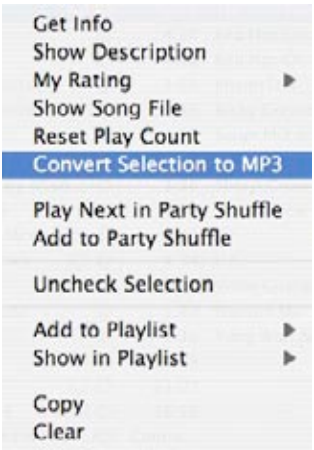 Get Info
Show Description
My Rating
Show Song File
Reset Play Count
Convert Selection to MP3
Play Next in Party Shuffle
Add to Party Shuffle
Uncheck Selection
Add to Playlist
Show in Playlist
Copy
Clear